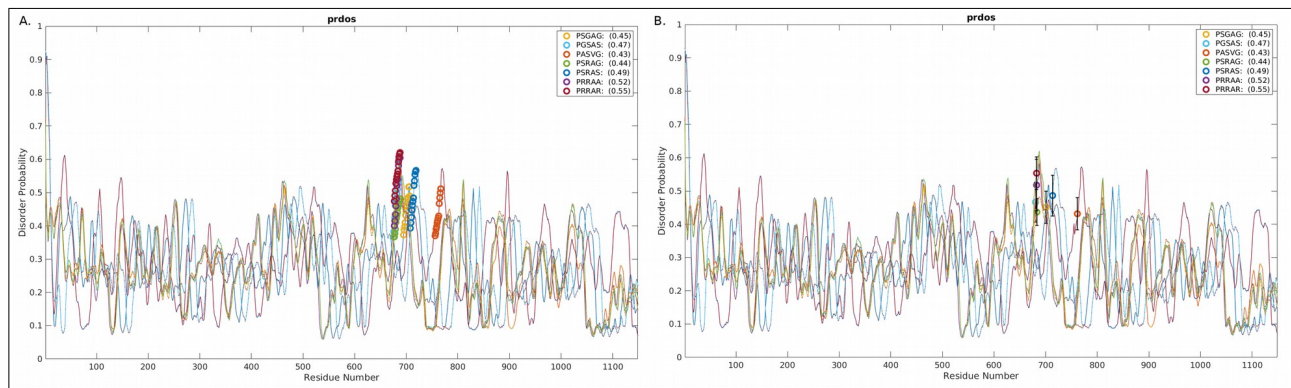 A.
prdos
PSGAG: (0.45)
PGSAS: (0.47)
PASVG: (0.43)
PSRAG: (0.44)
PSRAS: (0.49)
PRRAA: (0.52)
PRRAR: (0.55)
Disorder Probability
1
0.9
0.8
0.7
0.6
0.5
0.4
0.3
0.2
0.1
0
100 200 300 400 500 600 700 800 900 1000 1100
Residue Number
B.
prdos
PSGAG: (0.45)
PGSAS: (0.47)
PASVG: (0.43)
PSRAG: (0.44)
PSRAS: (0.49)
PRRAA: (0.52)
PRRAR: (0.55)
Disorder Probability
1
0.9
0.8
0.7
0.6
0.5
0.4
0.3
0.2
0.1
0
100 200 300 400 500 600 700 800 900 1000 1100
Residue Number